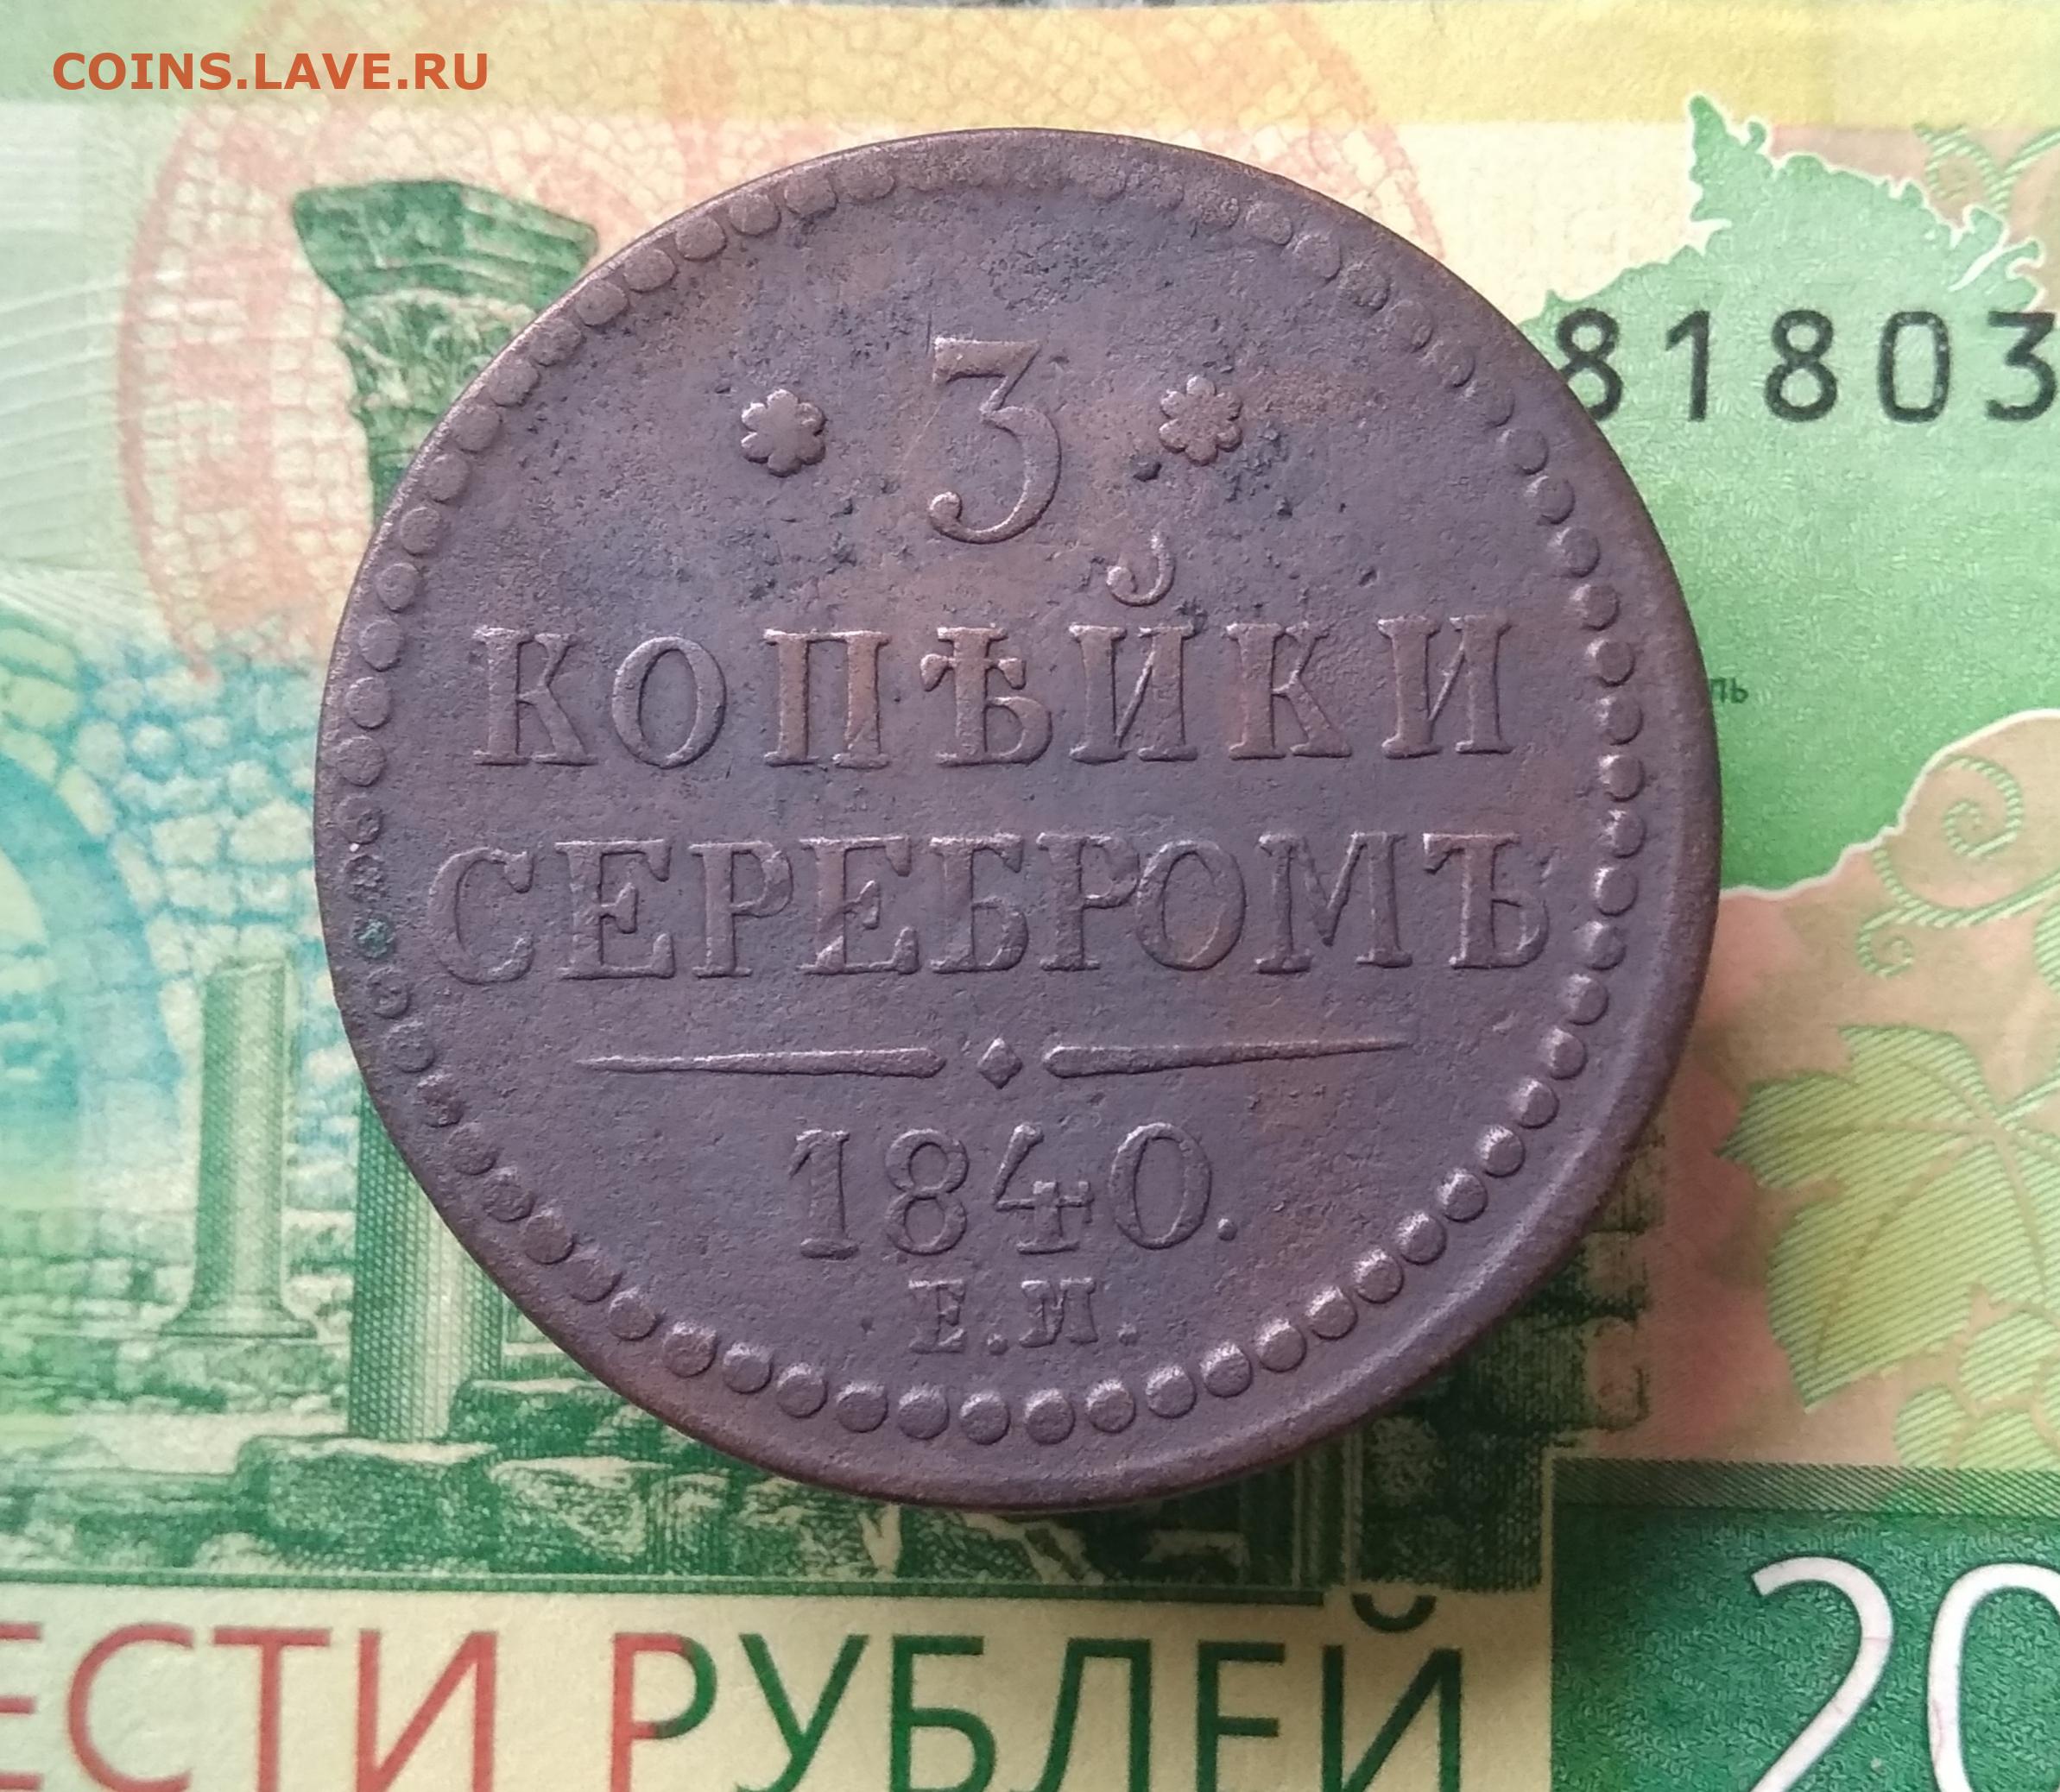 COINS.LAVE.RU
81803
3
КОПѢЙКИ
СЕРЕБРОМЪ
1840.
Е.М.
ЕСТИ РУБЛЕЙ
20